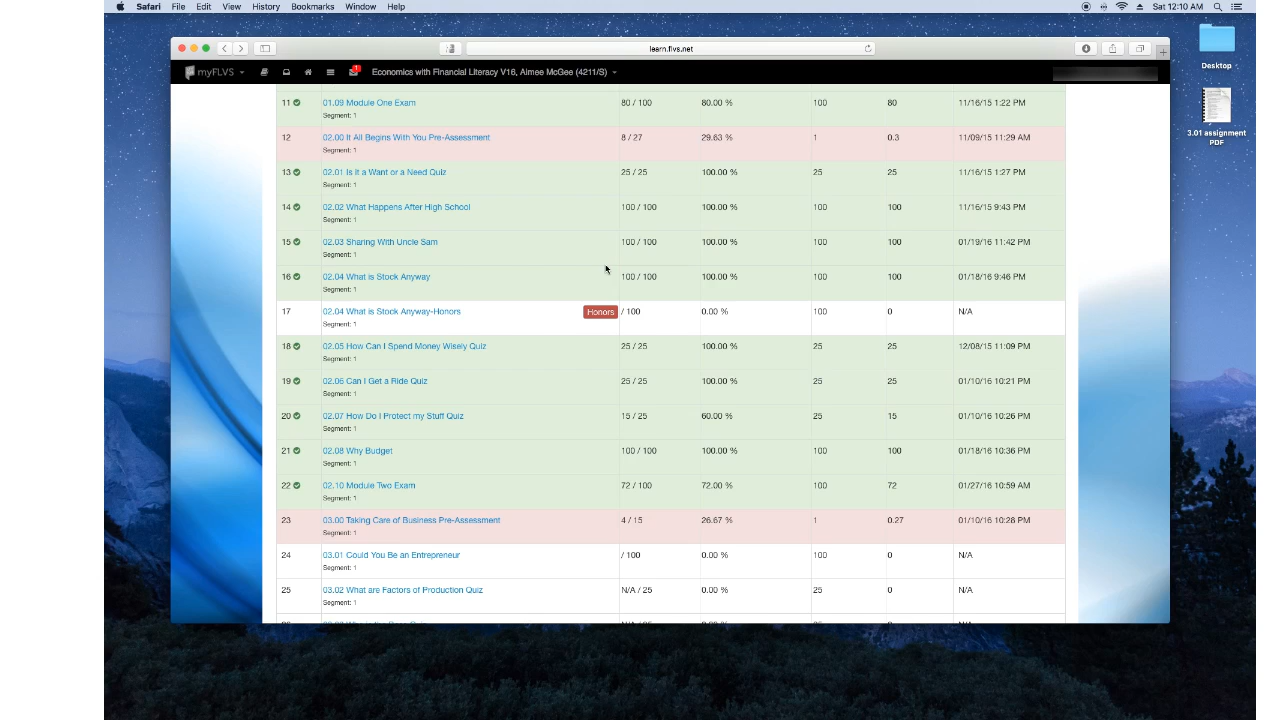 Safari File Edit View History Bookmarks Window Help Sat 12:10 AM
learn.flvs.net
myFLVS Economics with Financial Literacy V16, Aimee McGee (4211/S)
1
Desktop
3.01 assignment
PDF
11 01.09 Module One Exam 80 / 100 80.00 % 100 80 11/16/15 1:22 PM
Segment: 1
12 02.00 It All Begins With You Pre-Assessment 8 / 27 29.63 % 1 0.3 11/09/15 11:29 AM
Segment: 1
13 02.01 Is it a Want or a Need Quiz 25 / 25 100.00 % 25 25 11/16/15 1:27 PM
Segment: 1
14 02.02 What Happens After High School 100 / 100 100.00 % 100 100 11/16/15 9:43 PM
Segment: 1
15 02.03 Sharing With Uncle Sam 100 / 100 100.00 % 100 100 01/19/16 11:42 PM
Segment: 1
16 02.04 What is Stock Anyway 100 / 100 100.00 % 100 100 01/18/16 9:46 PM
Segment: 1
17 02.04 What is Stock Anyway-Honors Honors / 100 0.00 % 100 0 N/A
Segment: 1
18 02.05 How Can I Spend Money Wisely Quiz 25 / 25 100.00 % 25 25 12/08/15 11:09 PM
Segment: 1
19 02.06 Can I Get a Ride Quiz 25 / 25 100.00 % 25 25 01/10/16 10:21 PM
Segment: 1
20 02.07 How Do I Protect my Stuff Quiz 15 / 25 60.00 % 25 15 01/10/16 10:26 PM
Segment: 1
21 02.08 Why Budget 100 / 100 100.00 % 100 100 01/18/16 10:36 PM
Segment: 1
22 02.10 Module Two Exam 72 / 100 72.00 % 100 72 01/27/16 10:59 AM
Segment: 1
23 03.00 Taking Care of Business Pre-Assessment 4 / 15 26.67 % 1 0.27 01/10/16 10:28 PM
Segment: 1
24 03.01 Could You Be an Entrepreneur / 100 0.00 % 100 0 N/A
Segment: 1
25 03.02 What are Factors of Production Quiz N/A / 25 0.00 % 25 0 N/A
Segment: 1